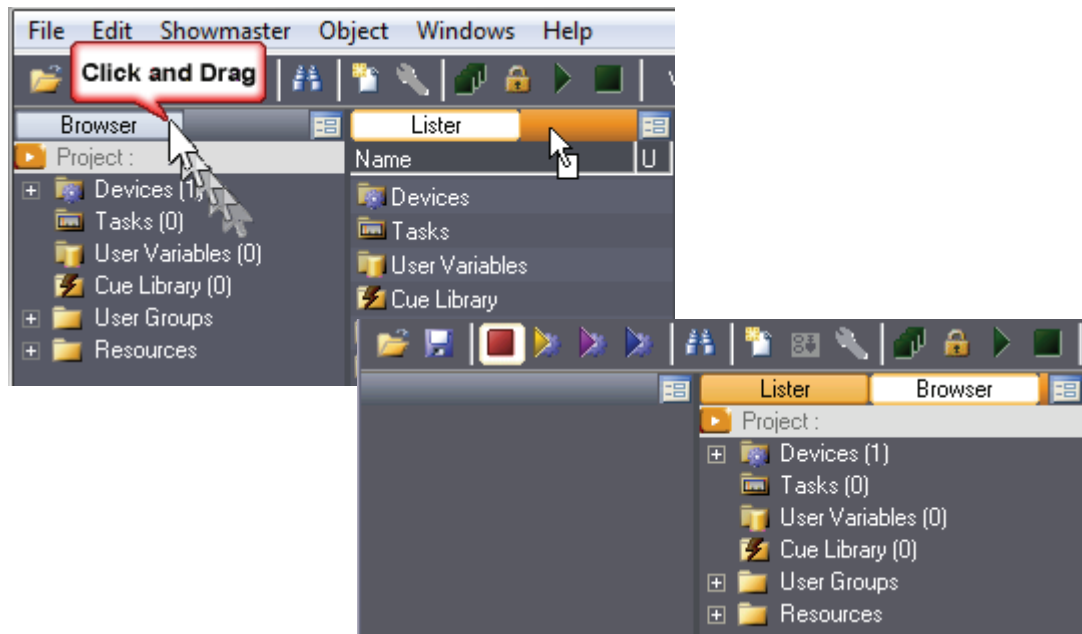 File Edit Showmaster Object Windows Help
Click and Drag
Browser
Project :
Devices (1)
Tasks (0)
User Variables (0)
Cue Library (0)
User Groups
Resources
Lister
Name U
Devices
Tasks
User Variables
Cue Library
Lister Browser
Project :
Devices (1)
Tasks (0)
User Variables (0)
Cue Library (0)
User Groups
Resources